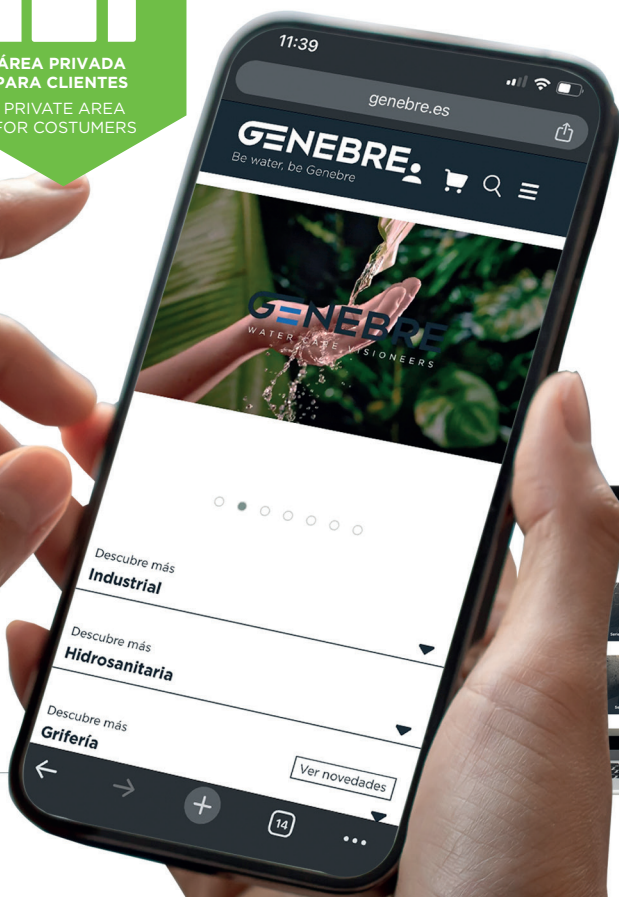 ÁREA PRIVADA
PARA CLIENTES
PRIVATE AREA
FOR COSTUMERS
11:39
genebre.es
GENEBRE
Be water, be Genebre
GENEBRE
WATER CARE VISIONEERS
Descubre más
Industrial
Descubre más
Hidrosanitaria
Descubre más
Grifería
Ver novedades
14